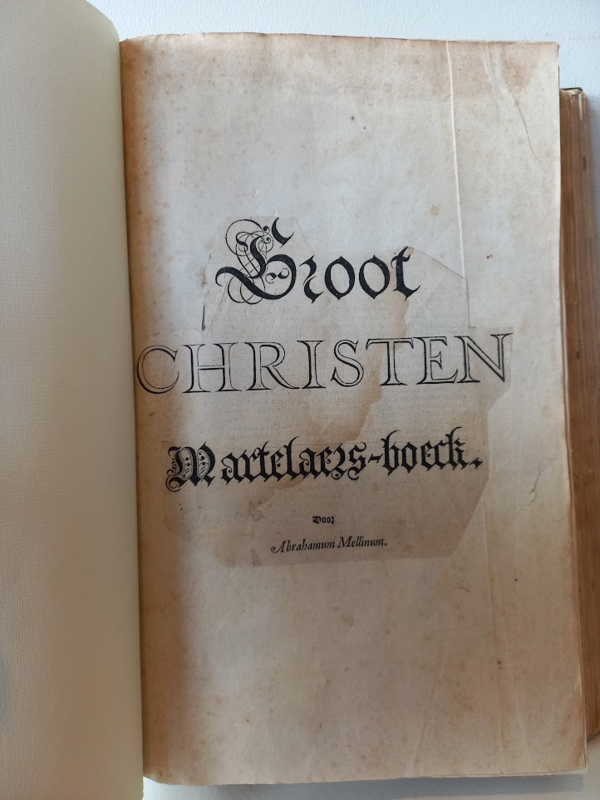 Groot
CHRISTEN
Martelaers-boeck.
Door
Abrahamum Mellinum.